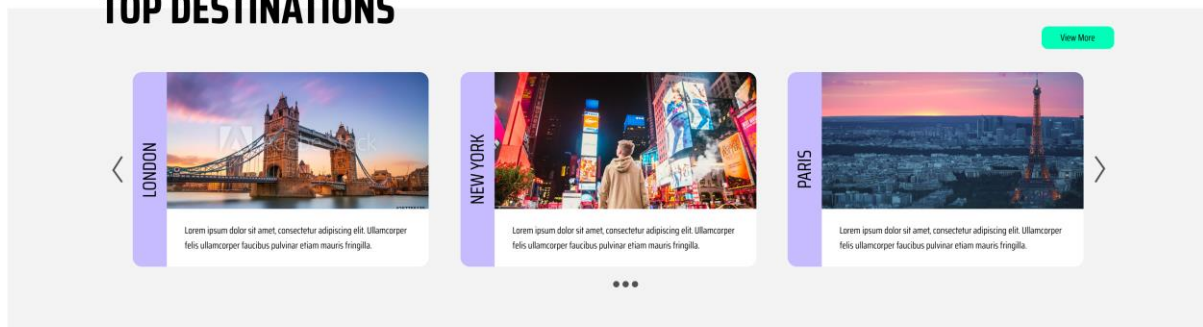 TOP DESTINATIONS
View More
LONDON
Adobe Stock
Lorem ipsum dolor sit amet, consectetur adipiscing elit. Ullamcorper
felis ullamcorper faucibus pulvinar etiam mauris fringilla.
NEW YORK
Lorem ipsum dolor sit amet, consectetur adipiscing elit. Ullamcorper
felis ullamcorper faucibus pulvinar etiam mauris fringilla.
PARIS
Lorem ipsum dolor sit amet, consectetur adipiscing elit. Ullamcorper
felis ullamcorper faucibus pulvinar etiam mauris fringilla.